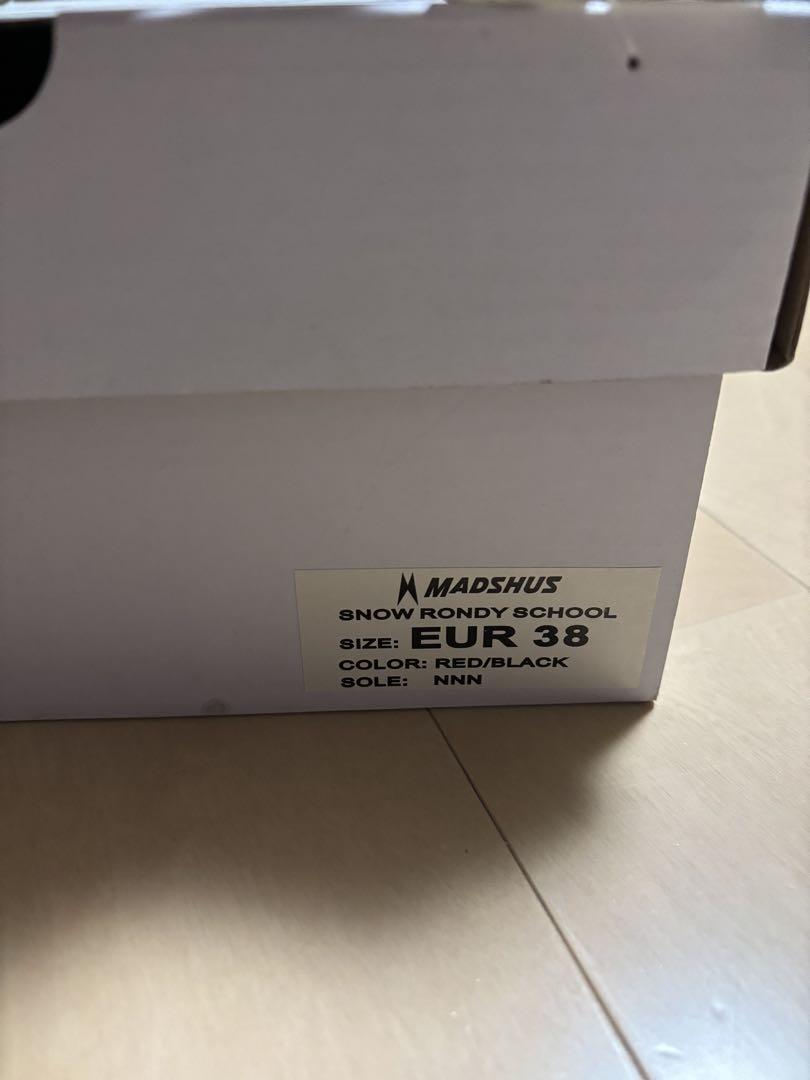 MADSHUS
SNOW RONDY SCHOOL
SIZE: EUR 38
COLOR: RED/BLACK
SOLE: NNN